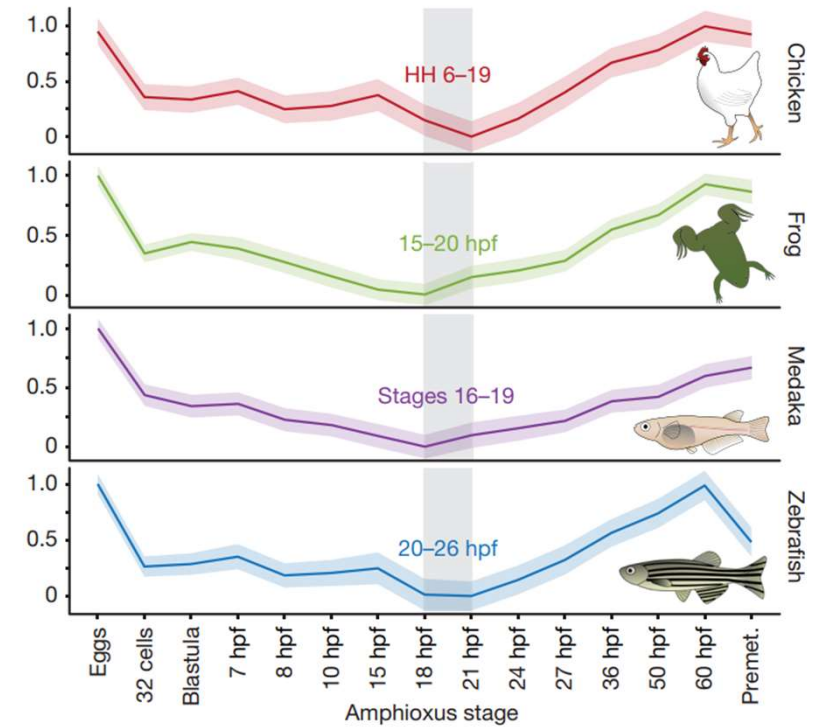 1.0
0.5
0
HH 6–19
Chicken
1.0
0.5
0
15–20 hpf
Frog
1.0
0.5
0
Stages 16–19
Medaka
1.0
0.5
0
20–26 hpf
Zebrafish
Eggs
32 cells
Blastula
7 hpf
8 hpf
10 hpf
15 hpf
18 hpf
21 hpf
24 hpf
27 hpf
36 hpf
50 hpf
60 hpf
Premet.
Amphioxus stage